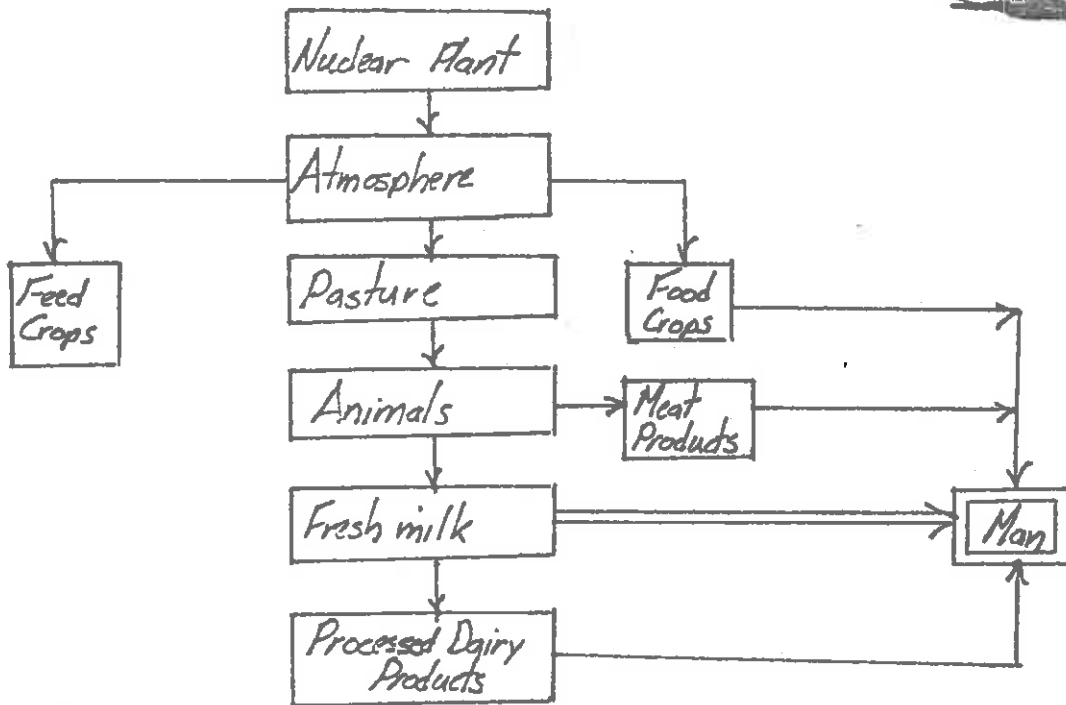 Nuclear Plant
Atmosphere
Feed
Crops
Pasture
Food
Crops
Animals
Meat
Products
Fresh milk
Man
Processed Dairy
Products